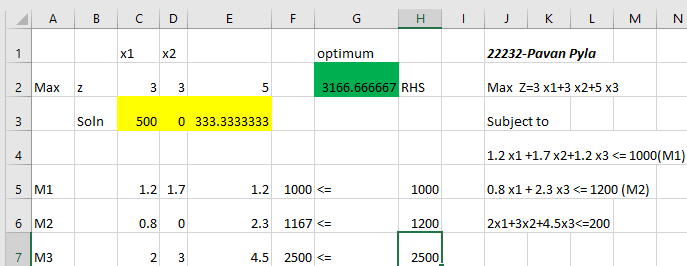 A B C D E F G H I J K L M N
1 x1 x2 optimum 22232-Pavan Pyla
2 Max z 3 3 5 3166.666667 RHS Max Z=3 x1+3 x2+5 x3
3 Soln 500 0 333.3333333 Subject to
4 1.2 x1 +1.7 x2+1.2 x3 <= 1000(M1)
5 M1 1.2 1.7 1.2 1000 <= 1000 0.8 x1 + 2.3 x3 <= 1200 (M2)
6 M2 0.8 0 2.3 1167 <= 1200 2x1+3x2+4.5x3<=200
7 M3 2 3 4.5 2500 <= 2500